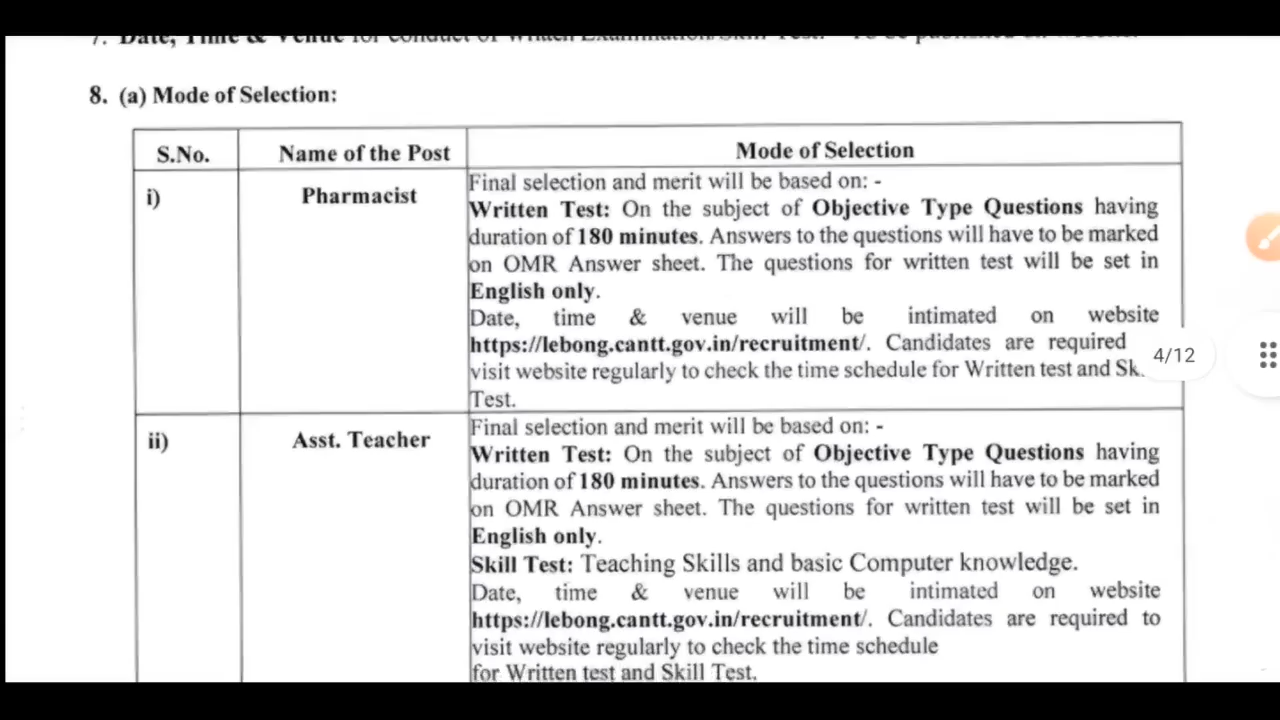 8. (a) Mode of Selection:
S.No. Name of the Post Mode of Selection
i) Pharmacist Final selection and merit will be based on: -
Written Test: On the subject of Objective Type Questions having
duration of 180 minutes. Answers to the questions will have to be marked
on OMR Answer sheet. The questions for written test will be set in
English only.
Date, time & venue will be intimated on website
https://lebong.cantt.gov.in/recruitment/. Candidates are required
visit website regularly to check the time schedule for Written test and
Test.
4/12
ii) Asst. Teacher Final selection and merit will be based on: -
Written Test: On the subject of Objective Type Questions having
duration of 180 minutes. Answers to the questions will have to be marked
on OMR Answer sheet. The questions for written test will be set in
English only.
Skill Test: Teaching Skills and basic Computer knowledge.
Date, time & venue will be intimated on website
https://lebong.cantt.gov.in/recruitment/. Candidates are required to
visit website regularly to check the time schedule
for Written test and Skill Test.